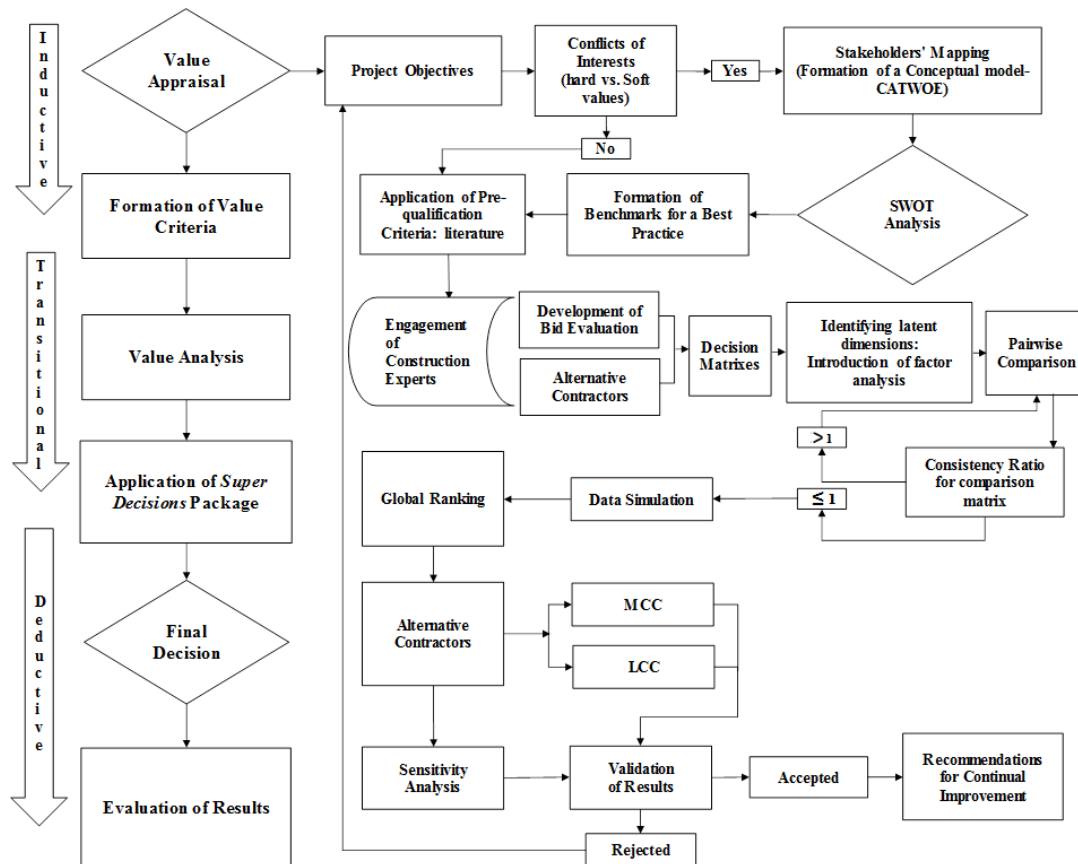 Inductive
Value
Appraisal
Project Objectives
Conflicts of
Interests
(hard vs. Soft
values)
Yes
Stakeholders' Mapping
(Formation of a Conceptual model-
CATWOE)
No
Formation of Value
Criteria
Application of Pre-
qualification
Criteria: literature
Formation of
Benchmark for a Best
Practice
SWOT
Analysis
Transitional
Value Analysis
Engagement
of
Construction
Experts
Development of
Bid Evaluation
Alternative
Contractors
Decision
Matrixes
Identifying latent
dimensions:
Introduction of factor
analysis
Pairwise
Comparison
> 1
Consistency Ratio
for comparison
matrix
≤ 1
Data Simulation
Global Ranking
Application of Super
Decisions Package
Deductive
Final
Decision
Alternative
Contractors
MCC
LCC
Evaluation of Results
Sensitivity
Analysis
Validation
of Results
Accepted
Recommendations
for Continual
Improvement
Rejected